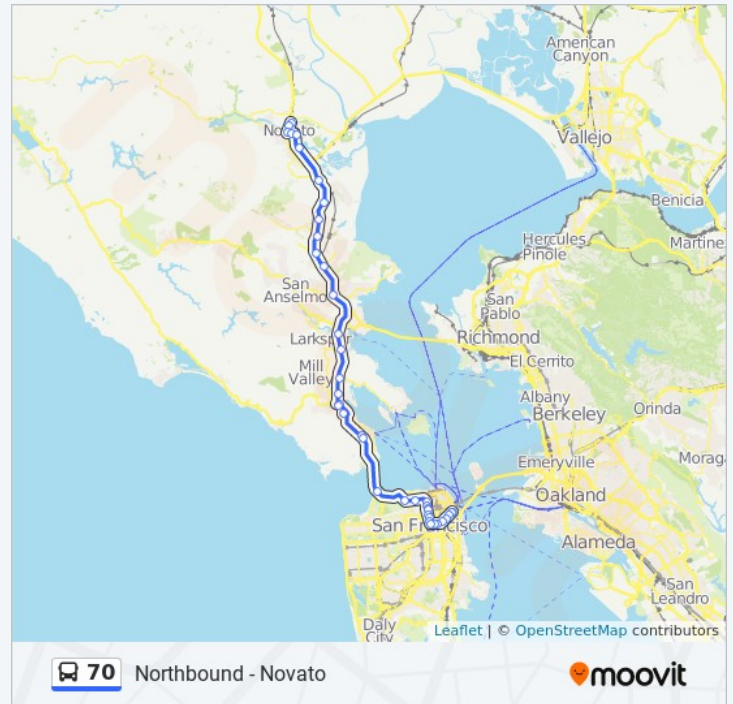 American
Canyon
Novato
Vallejo
Benicia
Hercules
Martine
Pinole
San
Anselmo
San
Pablo
Larkspur
Richmond
El Cerrito
Mill
Valley
Albany
Orinda
Berkeley
Emeryville
Moraga
Oakland
San Francisco
Alameda
San
Leandro
Daly
City
Leaflet | © OpenStreetMap contributors
70 Northbound - Novato
moovit